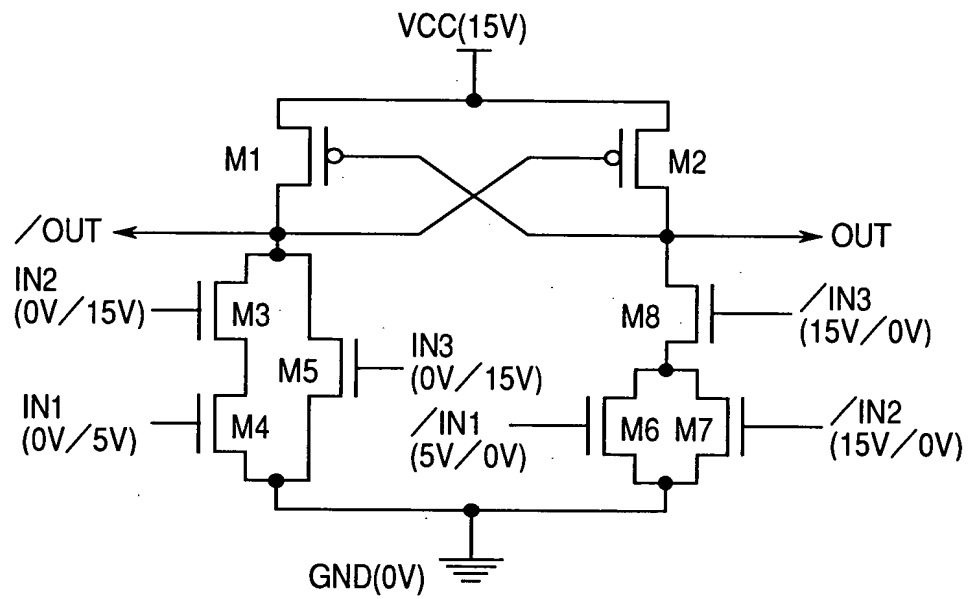 VCC(15V)
M1
M2
/OUT
OUT
IN2
(0V/15V)
M3
M8
/IN3
(15V/0V)
M5
IN3
(0V/15V)
IN1
(0V/5V)
M4
/IN1
(5V/0V)
M6
M7
/IN2
(15V/0V)
GND(0V)